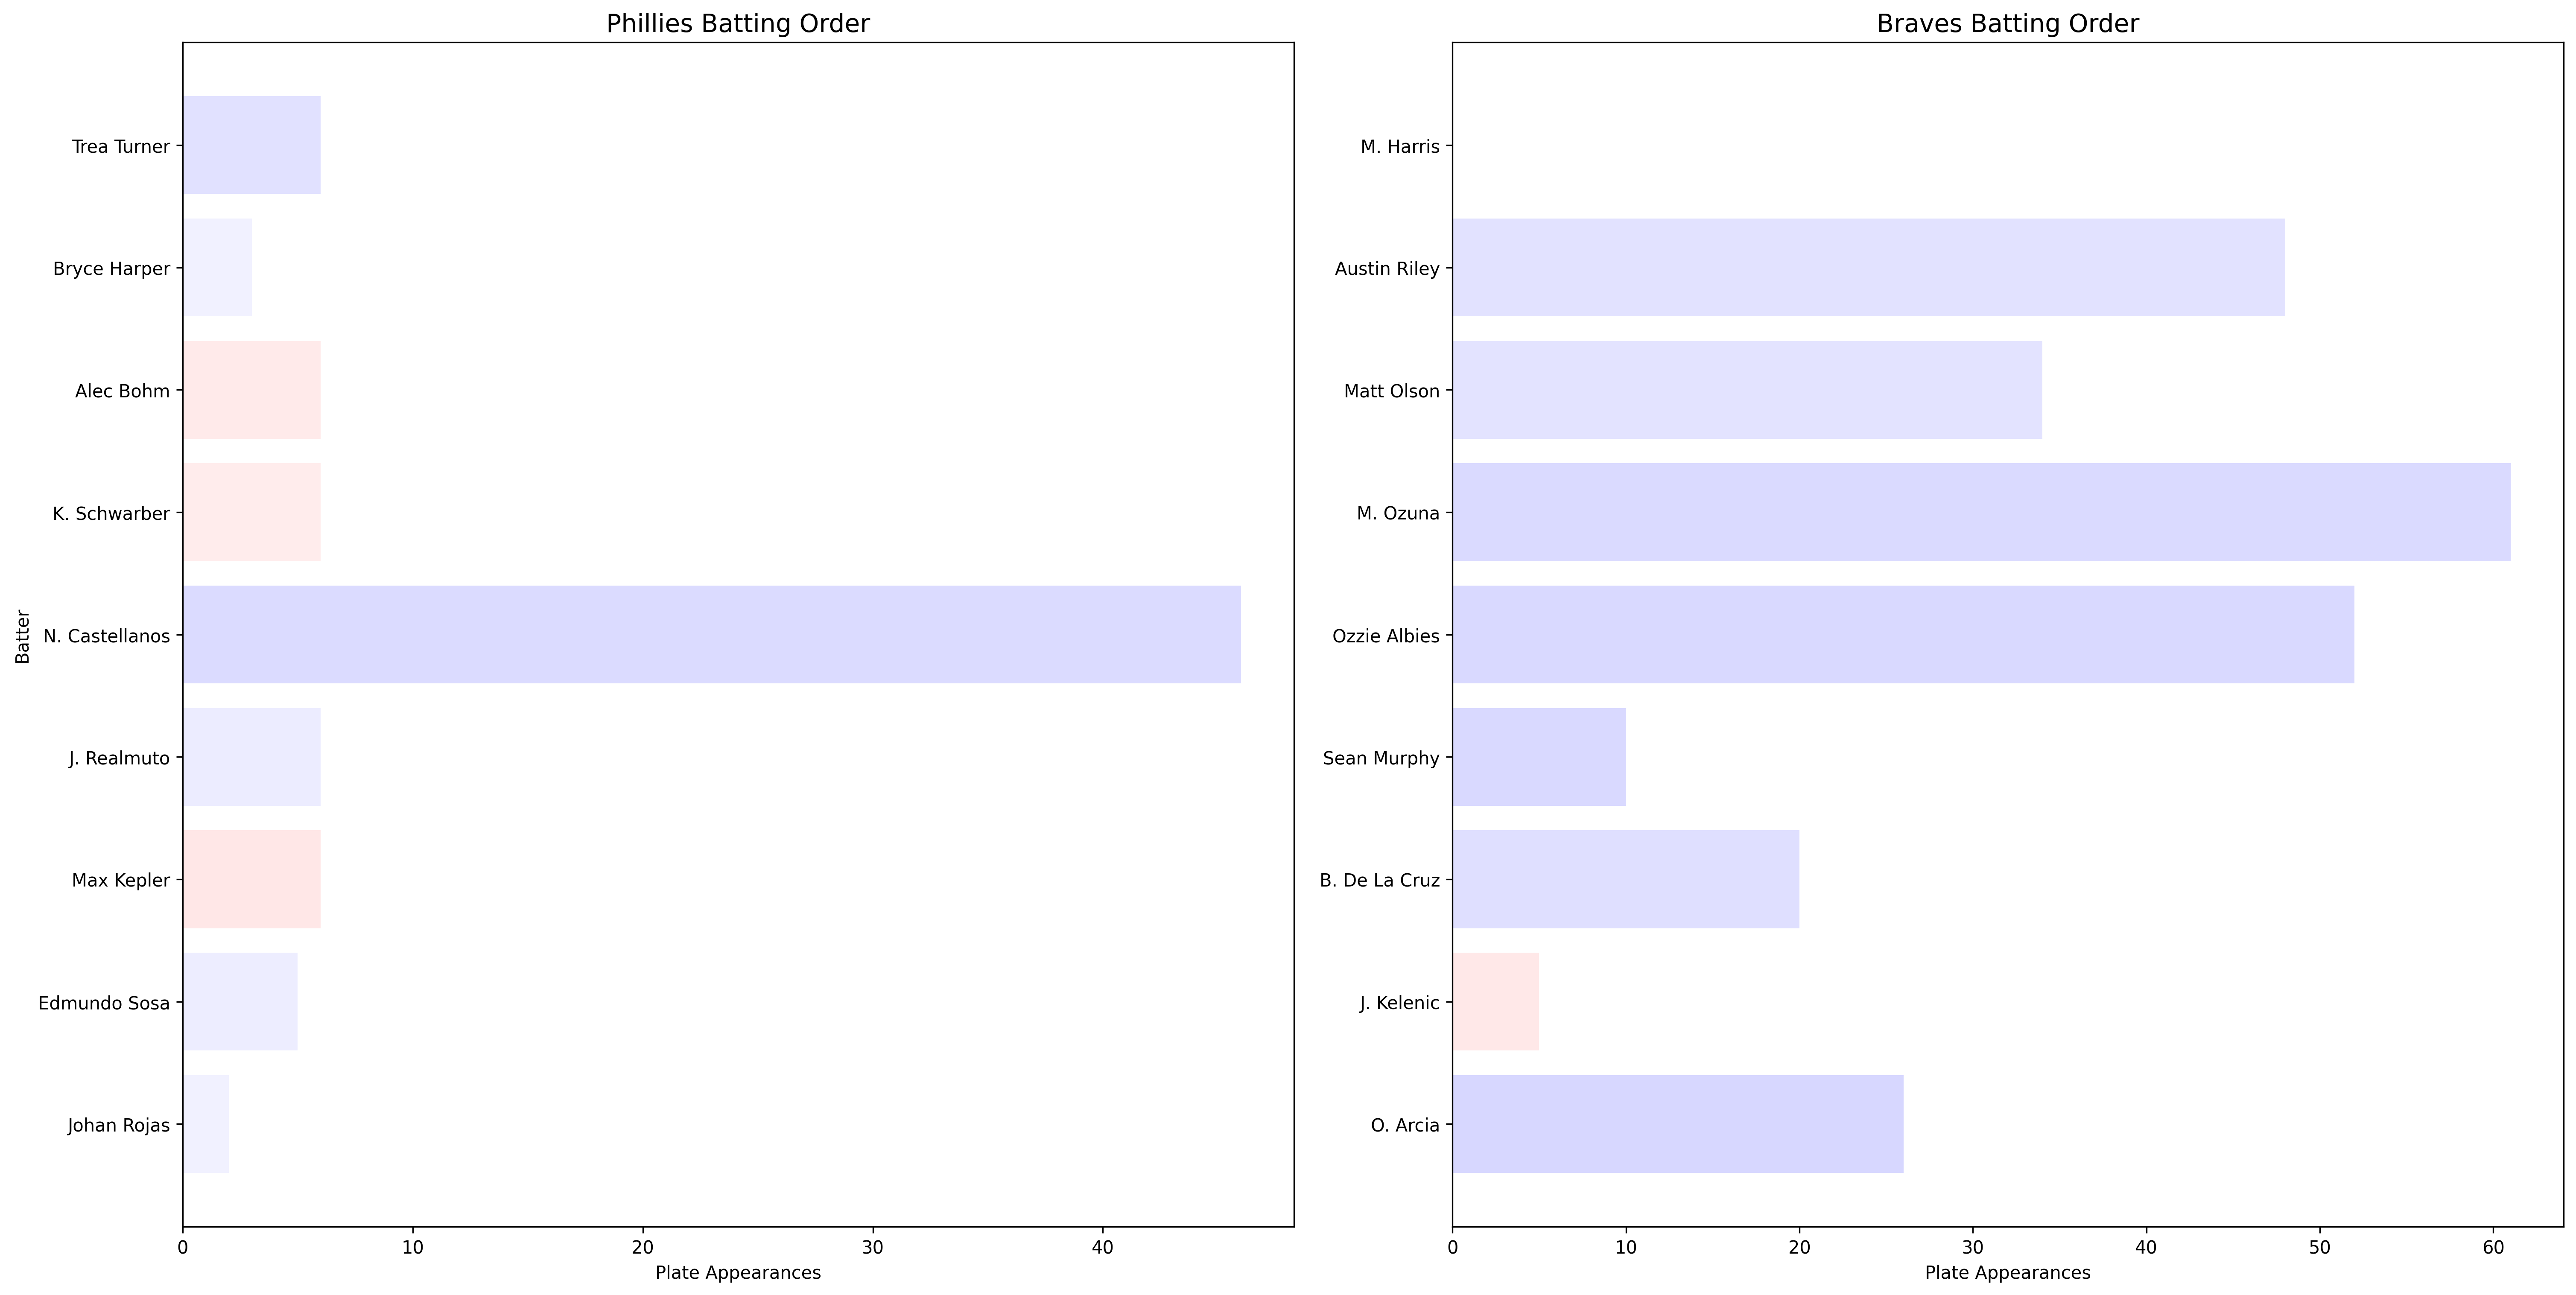 Phillies Batting Order
Batter
Trea Turner
Bryce Harper
Alec Bohm
K. Schwarber
N. Castellanos
J. Realmuto
Max Kepler
Edmundo Sosa
Johan Rojas
0 10 20 30 40
Plate Appearances
Braves Batting Order
M. Harris
Austin Riley
Matt Olson
M. Ozuna
Ozzie Albies
Sean Murphy
B. De La Cruz
J. Kelenic
O. Arcia
0 10 20 30 40 50 60
Plate Appearances